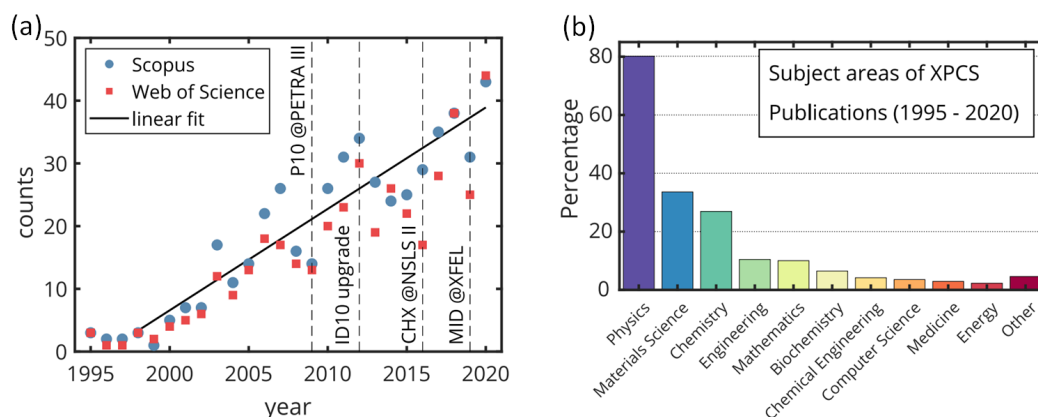 (a)
50
40
30
20
10
0
counts
Scopus
Web of Science
linear fit
P10 @PETRA III
ID10 upgrade
CHX @NSLS II
MID @XFEL
1995 2000 2005 2010 2015 2020
year
(b)
80
60
40
20
0
Percentage
Subject areas of XPCS
Publications (1995 - 2020)
Physics
Materials Science
Chemistry
Engineering
Mathematics
Biochemistry
Chemical Engineering
Computer Science
Medicine
Energy
Other